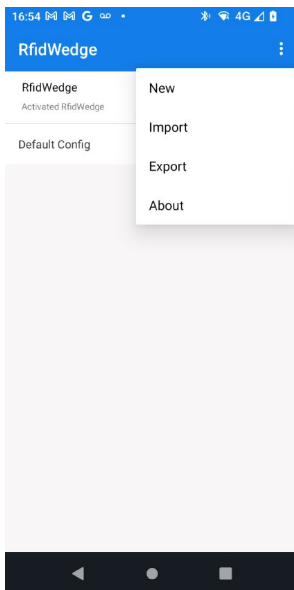 16:54 G 4G
RfidWedge
RfidWedge
Activated RfidWedge
Default Config
New
Import
Export
About